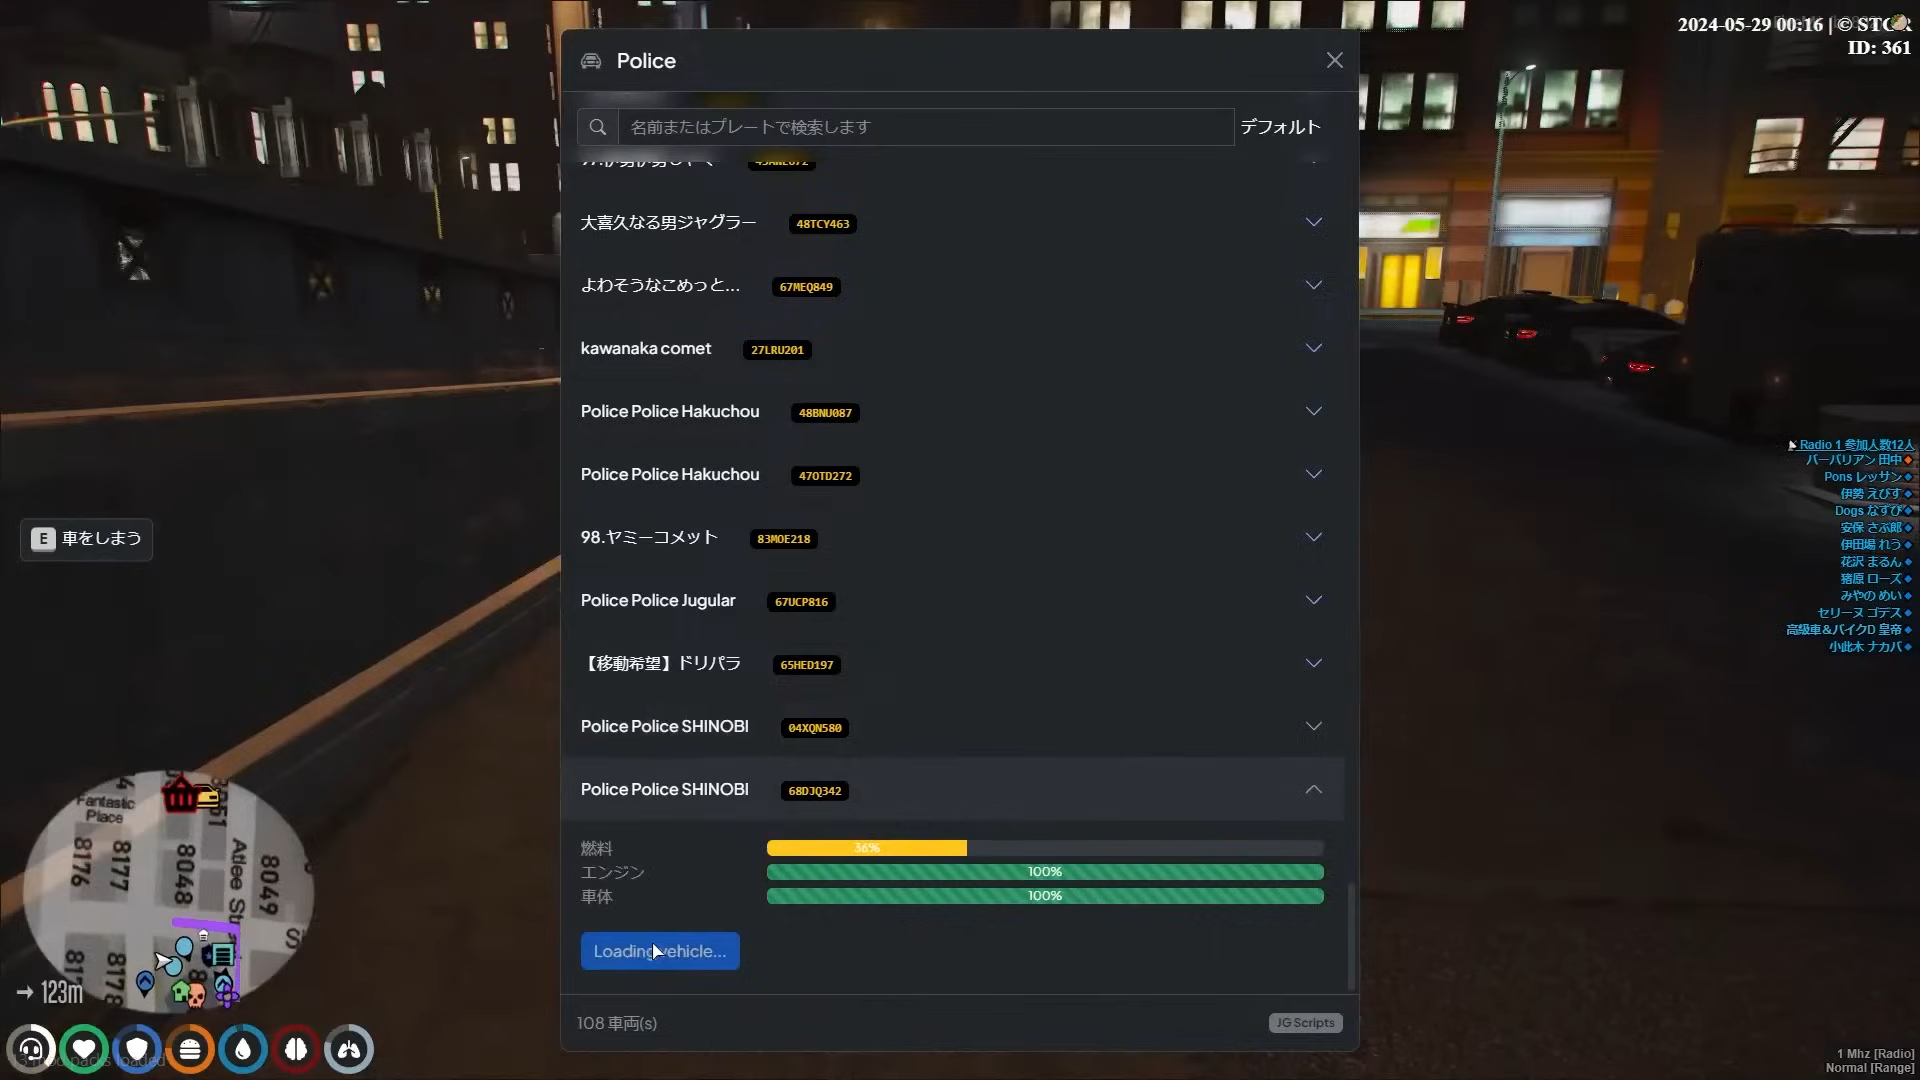 Police
2024-05-29 00:16 | © STGR
ID: 361
名前またはプレートで検索します
デフォルト
大喜久なる男ジャグラー 48TCY463
よわそうなこめっと... 67MEQ849
kawanaka comet 27LRU201
Police Police Hakuchou 48BNU087
Police Police Hakuchou 47OTD272
98.ヤミーコメット 83MOE218
Police Police Jugular 67UCP816
【移動希望】ドリパラ 65HED197
Police Police SHINOBI 04XQN580
Police Police SHINOBI 68DJQ342
燃料 36%
エンジン 100%
車体 100%
Loading vehicle...
108 車両(s)
JG Scripts
E 車をしまう
Radio 1 参加人数12人
バーバリアン 田中
Pons レッサン
伊勢 えびす
Dogs なすび
安保 さぶ郎
伊田場 れう
花沢 まるん
猪原 ローズ
みやの めい
セリーヌ ゴデス
高級車&バイクD 皇帝
小此木 ナカバ
Fantastic
Place
8176
8177
8048
8049
8178
123m
1 Mhz [Radio]
Normal [Range]